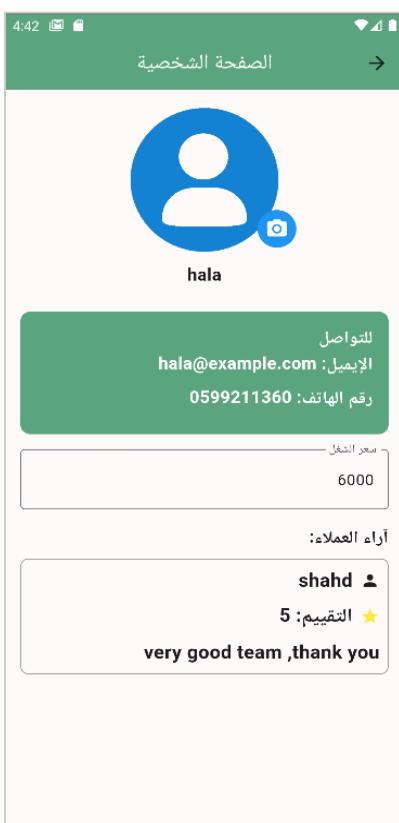 4:42
الصفحة الشخصية
hala
للتواصل
الإيميل: hala@example.com
رقم الهاتف: 0599211360
سعر الشغل
6000
آراء العملاء:
shahd
التقييم: 5
very good team ,thank you